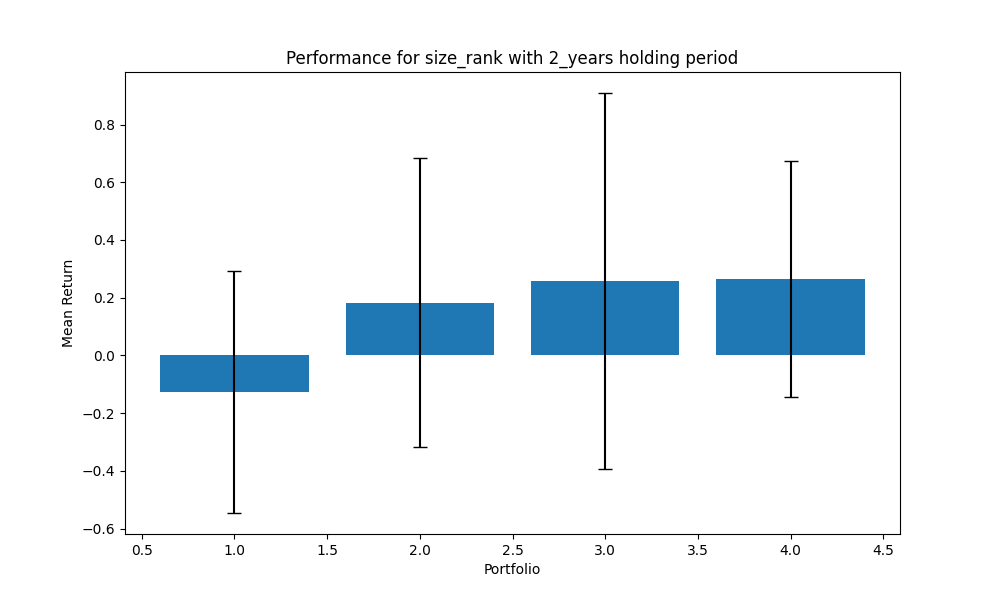 Performance for size_rank with 2_years holding period
Mean Return
0.8
0.6
0.4
0.2
0.0
−0.2
−0.4
−0.6
0.5 1.0 1.5 2.0 2.5 3.0 3.5 4.0 4.5
Portfolio